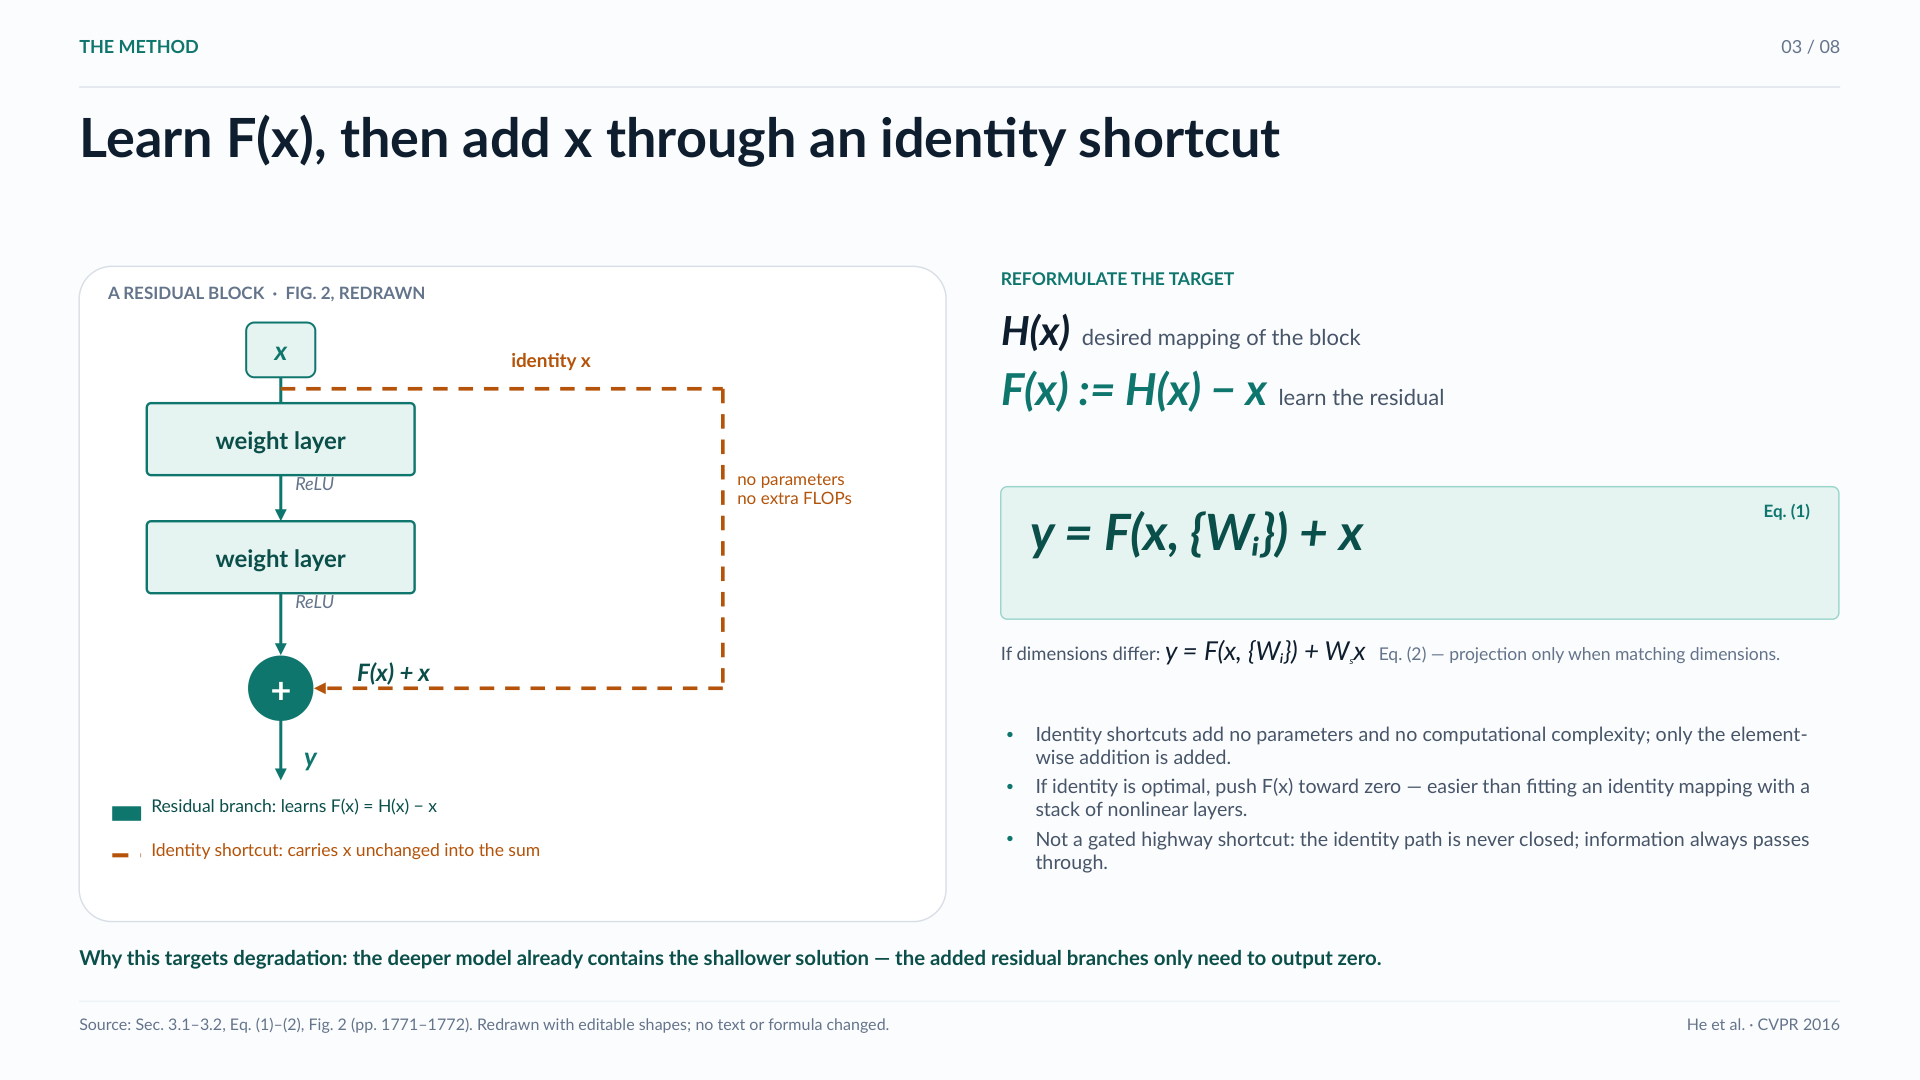 THE METHOD
03 / 08
Learn F(x), then add x through an identity shortcut
A RESIDUAL BLOCK · FIG. 2, REDRAWN
x
identity x
weight layer
ReLU
no parameters
no extra FLOPs
weight layer
ReLU
F(x) + x
+
y
Residual branch: learns F(x) = H(x) − x
Identity shortcut: carries x unchanged into the sum
REFORMULATE THE TARGET
H(x) desired mapping of the block
F(x) := H(x) − x learn the residual
Eq. (1)
y = F(x, {Wᵢ}) + x
If dimensions differ: y = F(x, {Wᵢ}) + Wₛx Eq. (2) — projection only when matching dimensions.
• Identity shortcuts add no parameters and no computational complexity; only the element-
wise addition is added.
• If identity is optimal, push F(x) toward zero — easier than fitting an identity mapping with a
stack of nonlinear layers.
• Not a gated highway shortcut: the identity path is never closed; information always passes
through.
Why this targets degradation: the deeper model already contains the shallower solution — the added residual branches only need to output zero.
Source: Sec. 3.1–3.2, Eq. (1)–(2), Fig. 2 (pp. 1771–1772). Redrawn with editable shapes; no text or formula changed.
He et al. · CVPR 2016